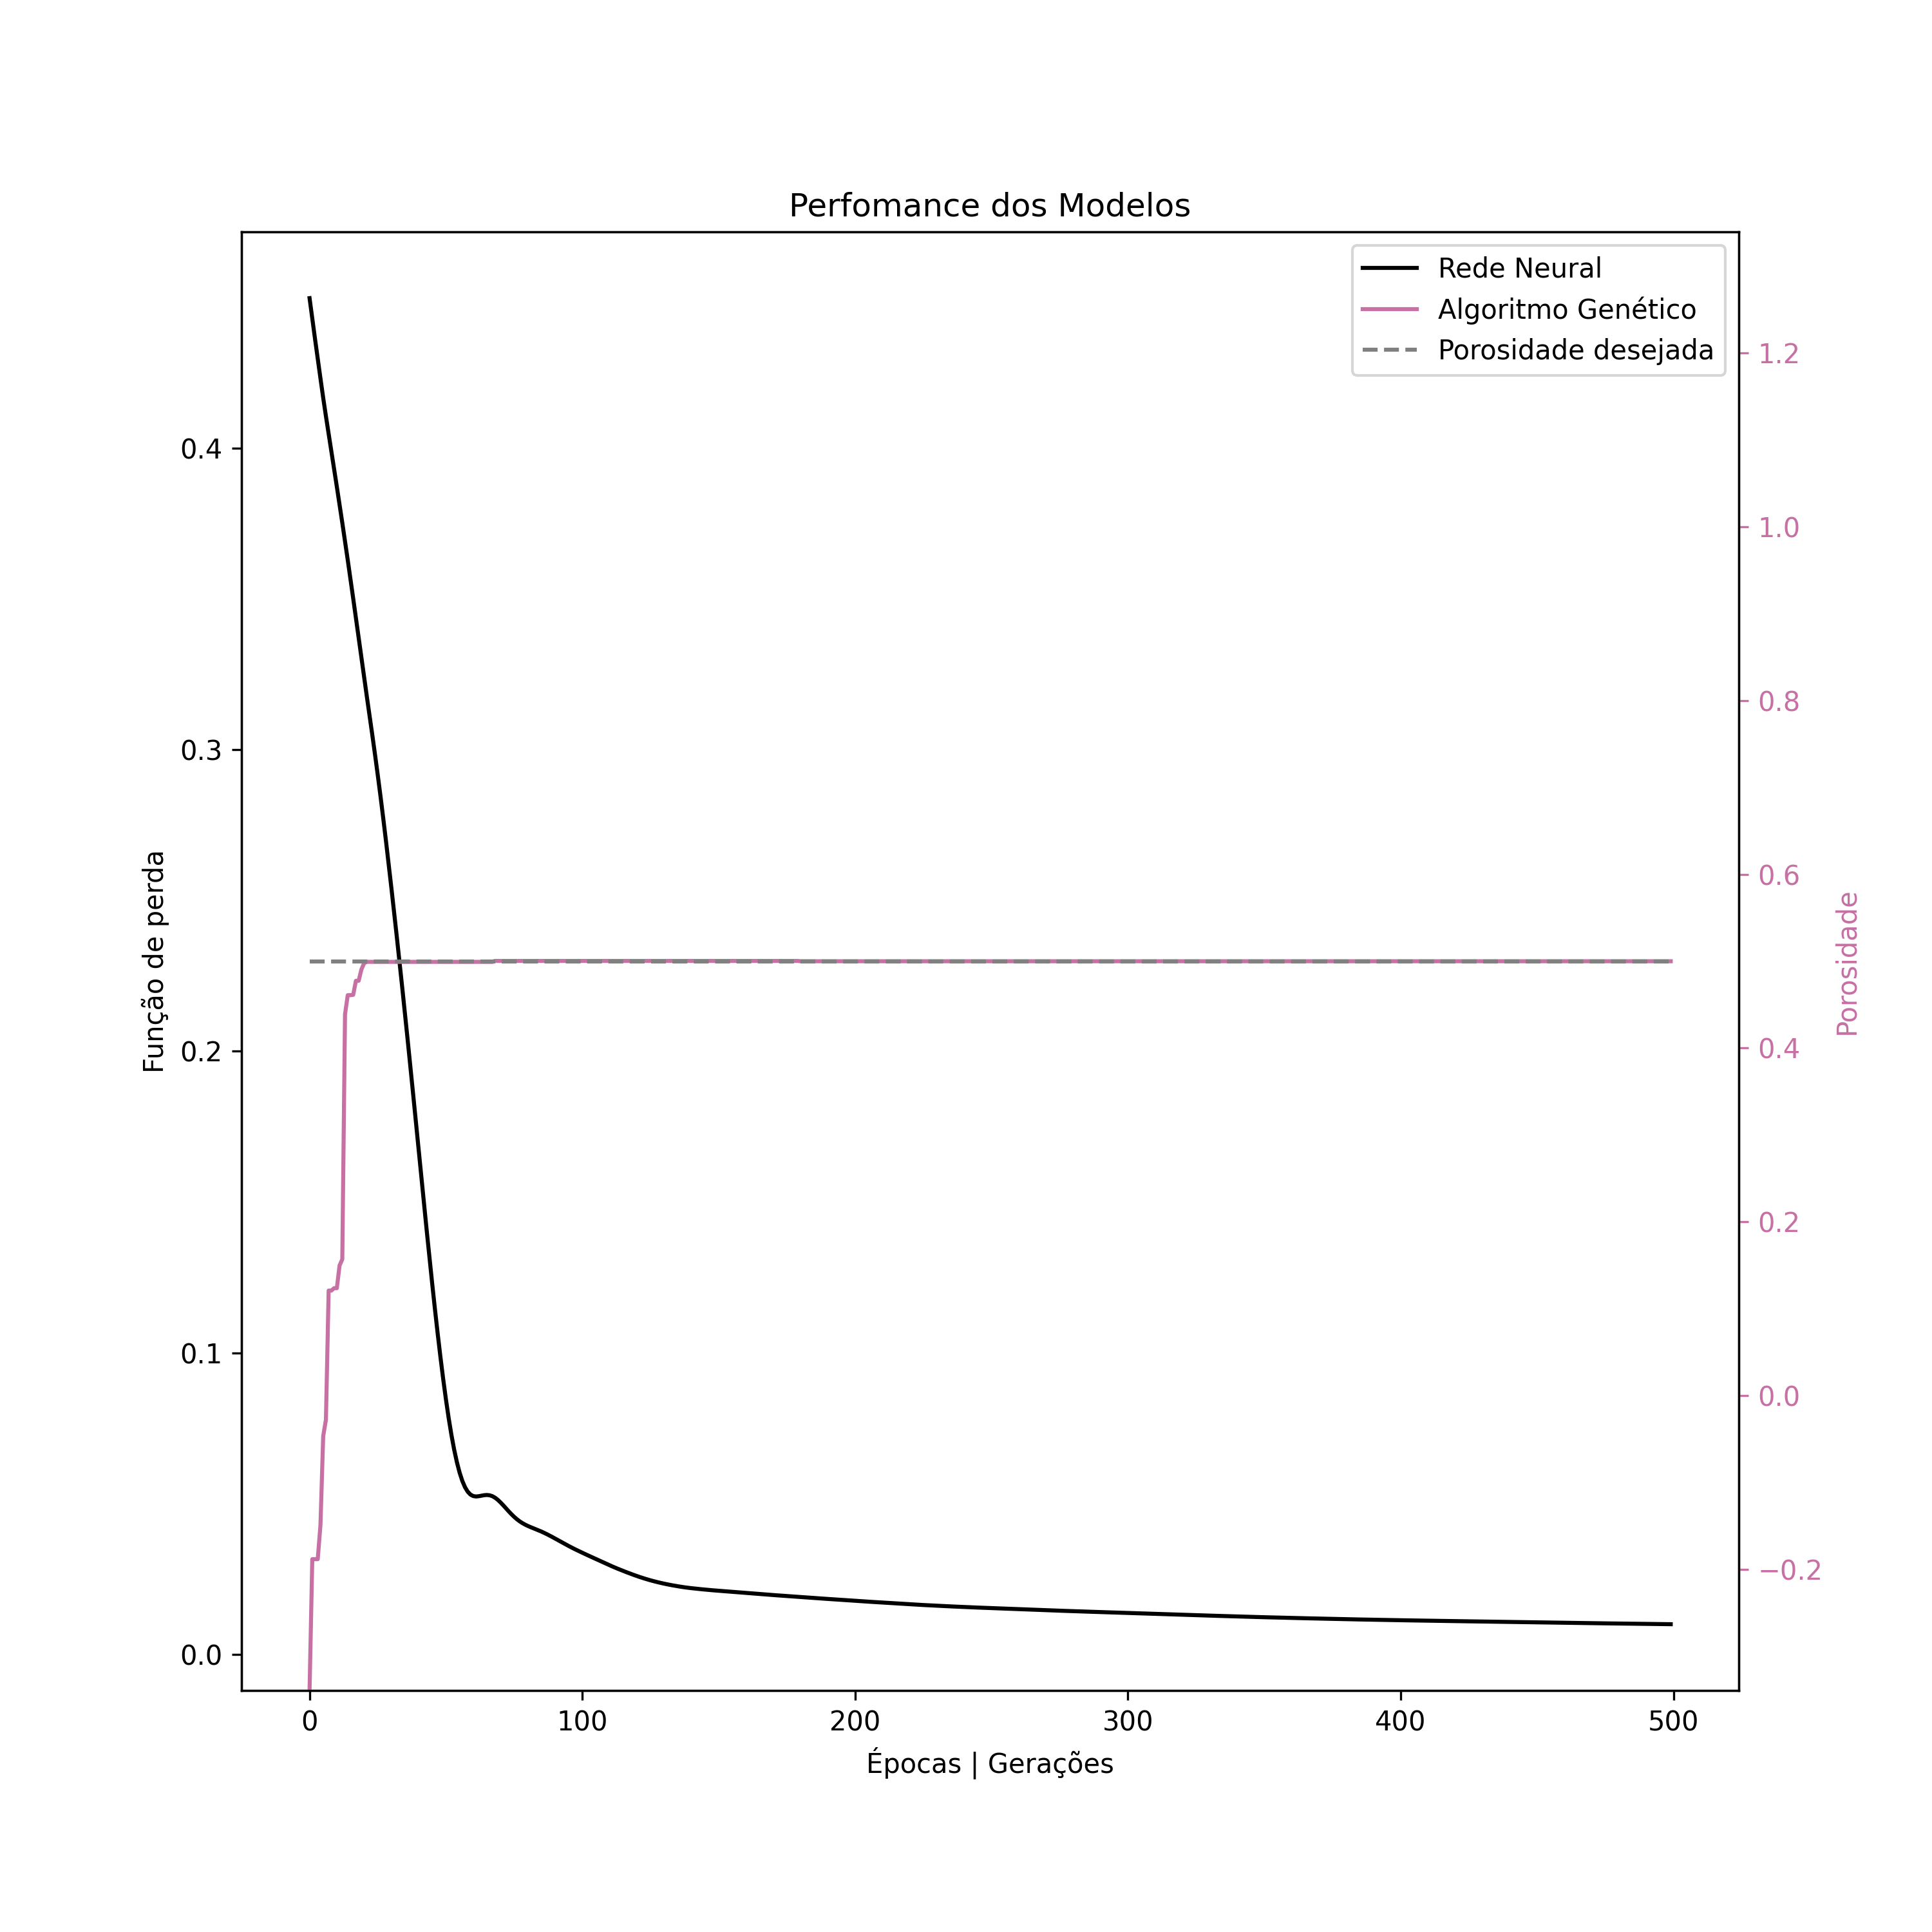 Perfomance dos Modelos
Rede Neural
Algoritmo Genético
Porosidade desejada
Função de perda
0.4
0.3
0.2
0.1
0.0
1.2
1.0
0.8
0.6
0.4
0.2
0.0
−0.2
Porosidade
0 100 200 300 400 500
Épocas | Gerações